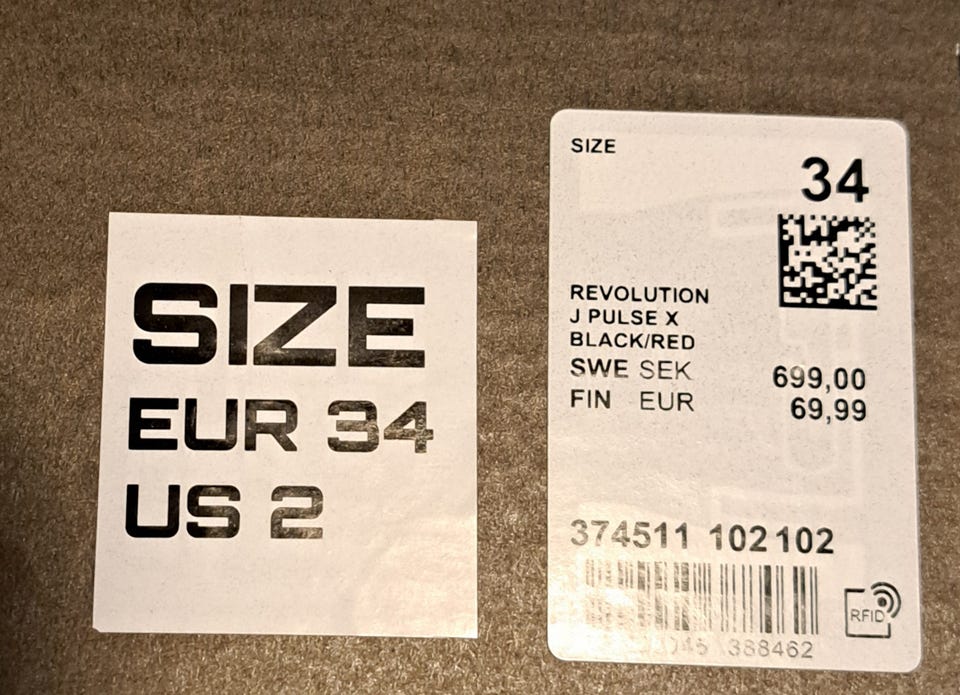 SIZE
EUR 34
US 2
SIZE
34
REVOLUTION
J PULSE X
BLACK/RED
SWE SEK 699,00
FIN EUR 69,99
374511 102102
388462
RFID